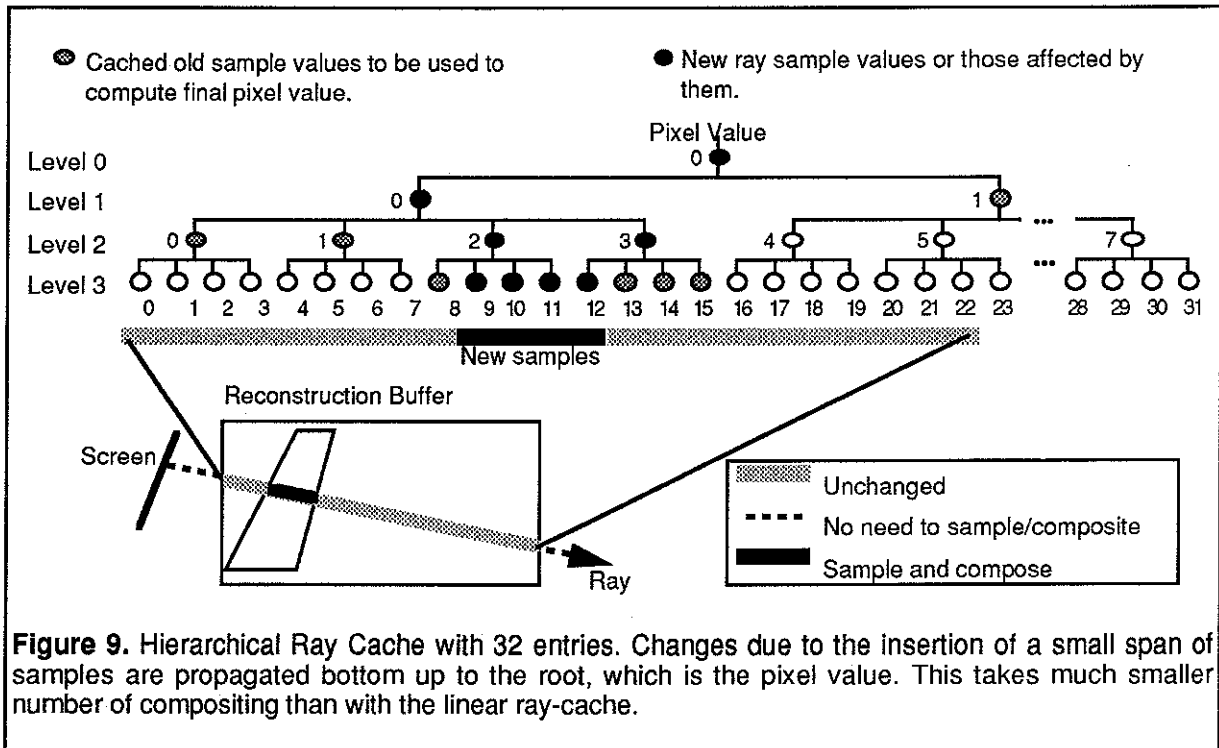 Cached old sample values to be used to
compute final pixel value.
New ray sample values or those affected by
them.
Pixel Value
Level 0
0
Level 1
0 1
Level 2
0 1 2 3 4 5 ... 7
Level 3
...
0 1 2 3 4 5 6 7 8 9 10 11 12 13 14 15 16 17 18 19 20 21 22 23 28 29 30 31
New samples
Reconstruction Buffer
Screen
Ray
Unchanged
No need to sample/composite
Sample and compose
Figure 9. Hierarchical Ray Cache with 32 entries. Changes due to the insertion of a small span of
samples are propagated bottom up to the root, which is the pixel value. This takes much smaller
number of compositing than with the linear ray-cache.